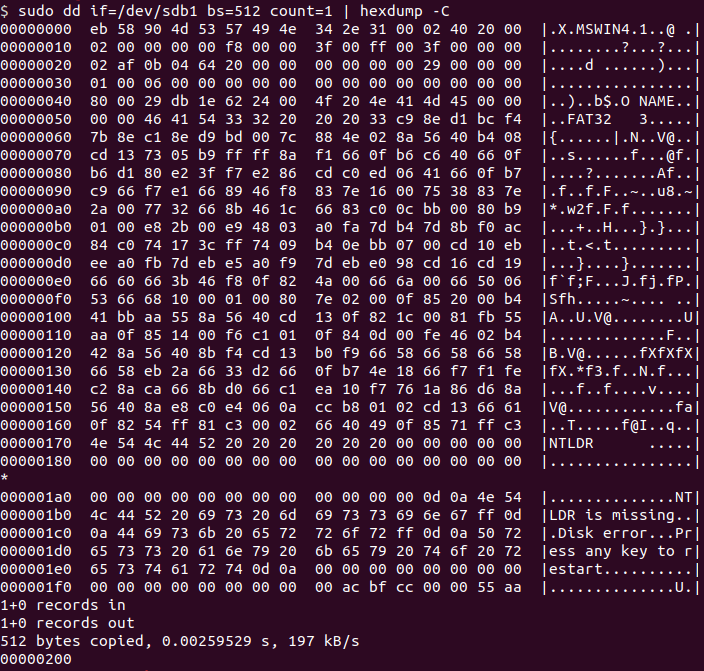 $ sudo dd if=/dev/sdb1 bs=512 count=1 | hexdump -C
00000000  eb 58 90 4d 53 57 49 4e  34 2e 31 00 02 40 20 00  |.X.MSWIN4.1..@ .|
00000010  02 00 00 00 00 f8 00 00  3f 00 ff 00 3f 00 00 00  |........?...?...|
00000020  02 af 0b 04 64 20 00 00  00 00 00 00 29 00 00 00  |....d ......)...|
00000030  01 00 06 00 00 00 00 00  00 00 00 00 00 00 00 00  |................|
00000040  80 00 29 db 1e 62 24 00  4f 20 4e 41 4d 45 00 00  |..)..b$.O NAME..|
00000050  00 00 46 41 54 33 32 20  20 20 33 c9 8e d1 bc f4  |..FAT32   3.....|
00000060  7b 8e c1 8e d9 bd 00 7c  88 4e 02 8a 56 40 b4 08  |{......|.N..V@..|
00000070  cd 13 73 05 b9 ff ff 8a  f1 66 0f b6 c6 40 66 0f  |..s......f...@f.|
00000080  b6 d1 80 e2 3f f7 e2 86  cd c0 ed 06 41 66 0f b7  |....?.......Af..|
00000090  c9 66 f7 e1 66 89 46 f8  83 7e 16 00 75 38 83 7e  |.f..f.F..~..u8.~|
000000a0  2a 00 77 32 66 8b 46 1c  66 83 c0 0c bb 00 80 b9  |*.w2f.F.f.......|
000000b0  01 00 e8 2b 00 e9 48 03  a0 fa 7d b4 7d 8b f0 ac  |...+..H...}.}...|
000000c0  84 c0 74 17 3c ff 74 09  b4 0e bb 07 00 cd 10 eb  |..t.<.t.........|
000000d0  ee a0 fb 7d eb e5 a0 f9  7d eb e0 98 cd 16 cd 19  |...}....}.......|
000000e0  66 60 66 3b 46 f8 0f 82  4a 00 66 6a 00 66 50 06  |f`f;F...J.fj.fP.|
000000f0  53 66 68 10 00 01 00 80  7e 02 00 0f 85 20 00 b4  |Sfh.....~.... ..|
00000100  41 bb aa 55 8a 56 40 cd  13 0f 82 1c 00 81 fb 55  |A..U.V@........U|
00000110  aa 0f 85 14 00 f6 c1 01  0f 84 0d 00 fe 46 02 b4  |.............F..|
00000120  42 8a 56 40 8b f4 cd 13  b0 f9 66 58 66 58 66 58  |B.V@......fXfXfX|
00000130  66 58 eb 2a 66 33 d2 66  0f b7 4e 18 66 f7 f1 fe  |fX.*f3.f..N.f...|
00000140  c2 8a ca 66 8b d0 66 c1  ea 10 f7 76 1a 86 d6 8a  |...f..f....v....|
00000150  56 40 8a e8 c0 e4 06 0a  cc b8 01 02 cd 13 66 61  |V@............fa|
00000160  0f 82 54 ff 81 c3 00 02  66 40 49 0f 85 71 ff c3  |..T.....f@I..q..|
00000170  4e 54 4c 44 52 20 20 20  20 20 20 00 00 00 00 00  |NTLDR      .....|
00000180  00 00 00 00 00 00 00 00  00 00 00 00 00 00 00 00  |................|
*
000001a0  00 00 00 00 00 00 00 00  00 00 00 00 0d 0a 4e 54  |..............NT|
000001b0  4c 44 52 20 69 73 20 6d  69 73 73 69 6e 67 ff 0d  |LDR is missing..|
000001c0  0a 44 69 73 6b 20 65 72  72 6f 72 ff 0d 0a 50 72  |.Disk error...Pr|
000001d0  65 73 73 20 61 6e 79 20  6b 65 79 20 74 6f 20 72  |ess any key to r|
000001e0  65 73 74 61 72 74 0d 0a  00 00 00 00 00 00 00 00  |estart..........|
000001f0  00 00 00 00 00 00 00 00  00 ac bf cc 00 00 55 aa  |..............U.|
1+0 records in
1+0 records out
512 bytes copied, 0.00259529 s, 197 kB/s
00000200